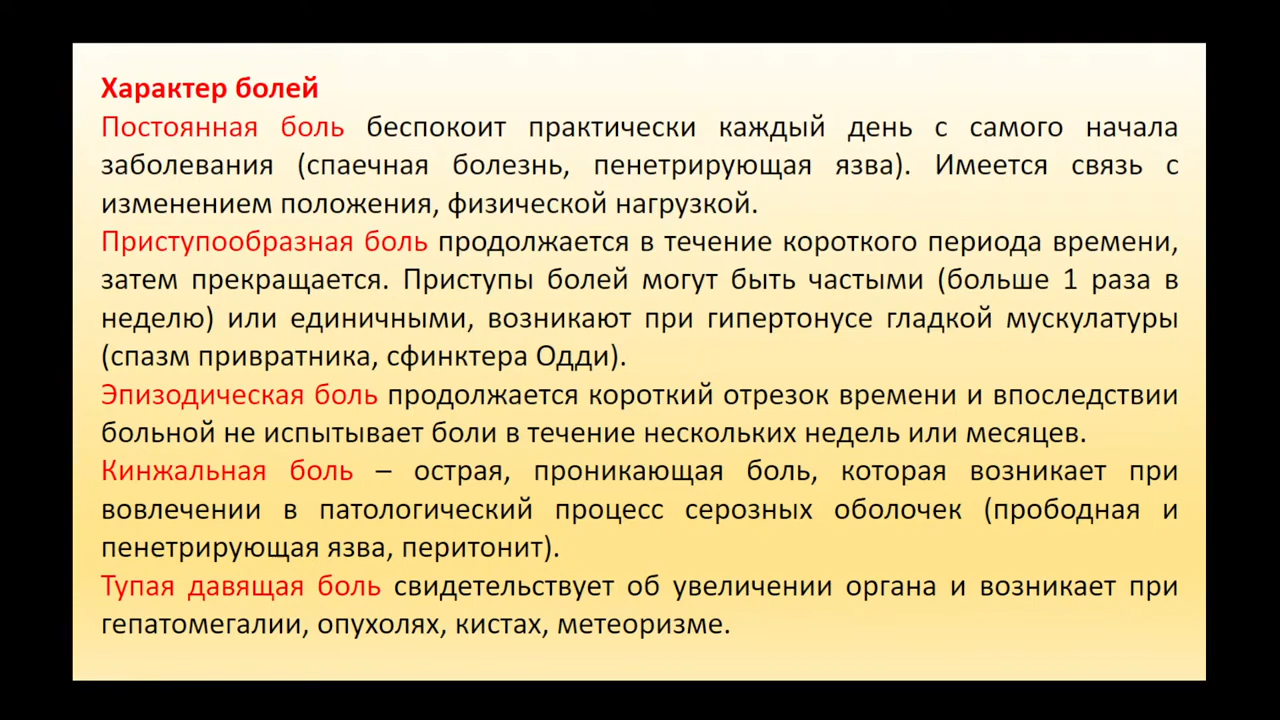 Характер болей
Постоянная боль беспокоит практически каждый день с самого начала
заболевания (спаечная болезнь, пенетрирующая язва). Имеется связь с
изменением положения, физической нагрузкой.
Приступообразная боль продолжается в течение короткого периода времени,
затем прекращается. Приступы болей могут быть частыми (больше 1 раза в
неделю) или единичными, возникают при гипертонусе гладкой мускулатуры
(спазм привратника, сфинктера Одди).
Эпизодическая боль продолжается короткий отрезок времени и впоследствии
больной не испытывает боли в течение нескольких недель или месяцев.
Кинжальная боль – острая, проникающая боль, которая возникает при
вовлечении в патологический процесс серозных оболочек (прободная и
пенетрирующая язва, перитонит).
Тупая давящая боль свидетельствует об увеличении органа и возникает при
гепатомегалии, опухолях, кистах, метеоризме.